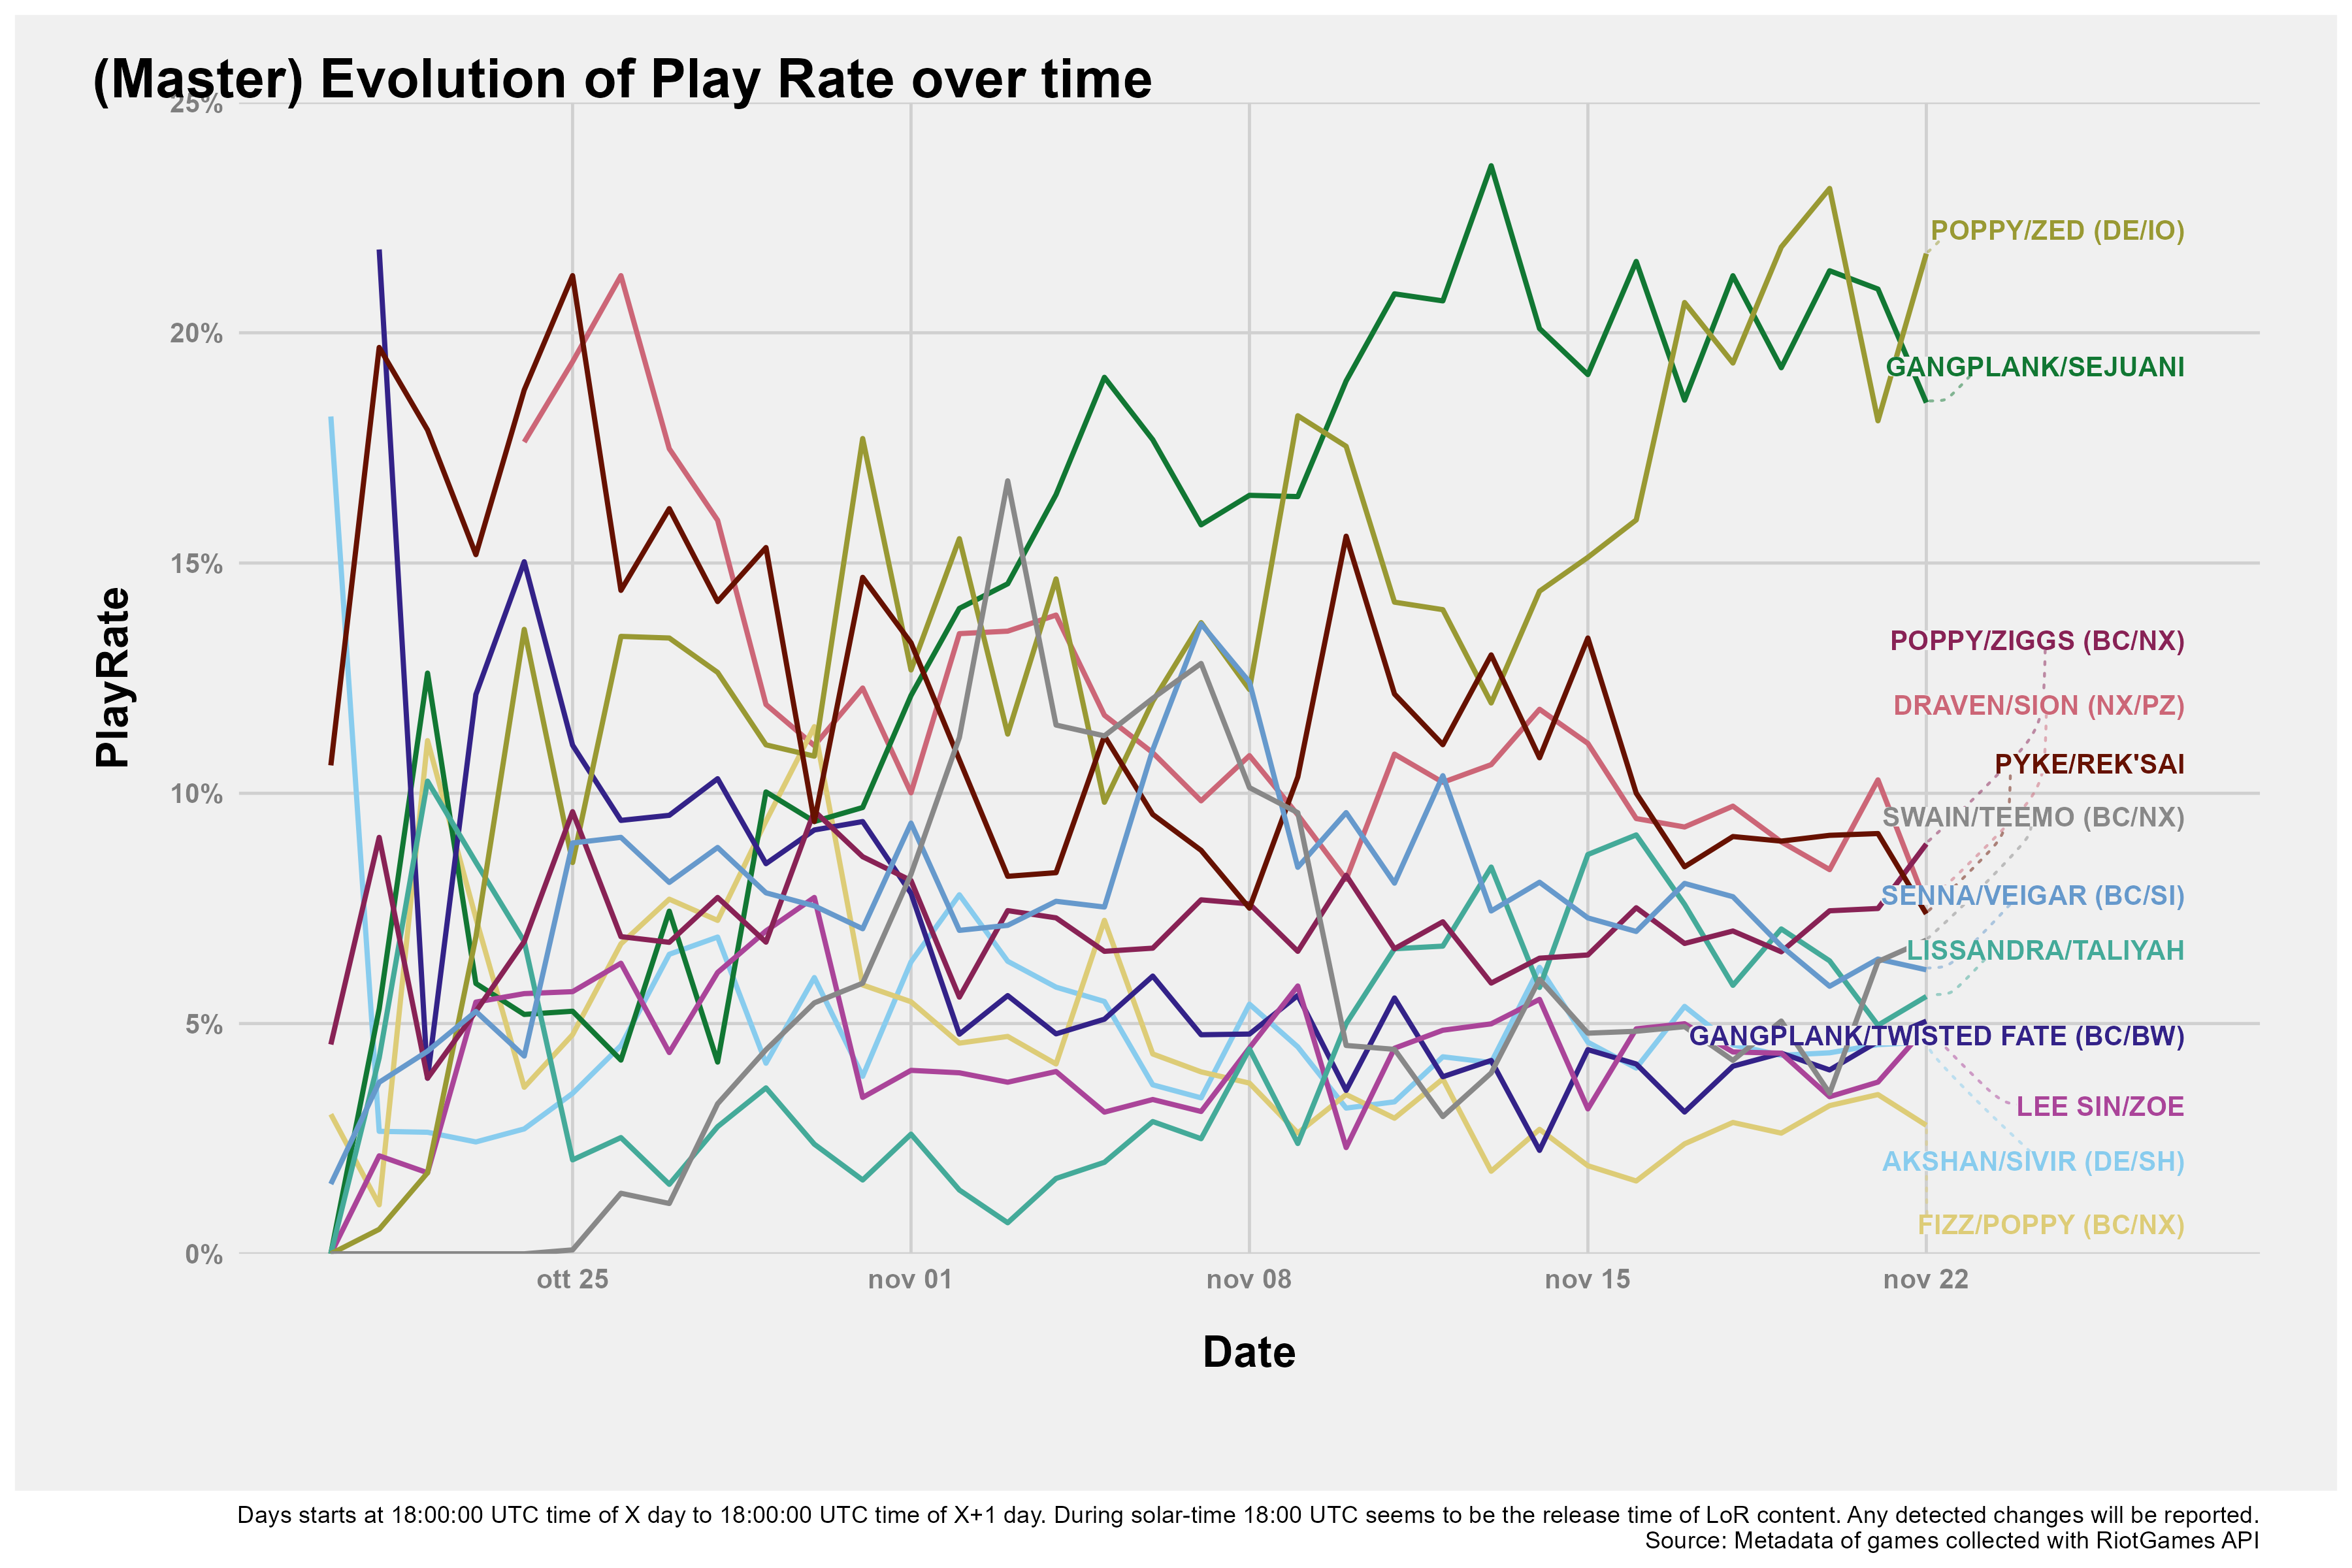 (Master) Evolution of Play Rate over time
25%
20%
15%
10%
5%
0%
PlayRate
POPPY/ZED (DE/IO)
GANGPLANK/SEJUANI
POPPY/ZIGGS (BC/NX)
DRAVEN/SION (NX/PZ)
PYKE/REK'SAI
SWAIN/TEEMO (BC/NX)
SENNA/VEIGAR (BC/SI)
LISSANDRA/TALIYAH
GANGPLANK/TWISTED FATE (BC/BW)
LEE SIN/ZOE
AKSHAN/SIVIR (DE/SH)
FIZZ/POPPY (BC/NX)
ott 25 nov 01 nov 08 nov 15 nov 22
Date
Days starts at 18:00:00 UTC time of X day to 18:00:00 UTC time of X+1 day. During solar-time 18:00 UTC seems to be the release time of LoR content. Any detected changes will be reported.
Source: Metadata of games collected with RiotGames API